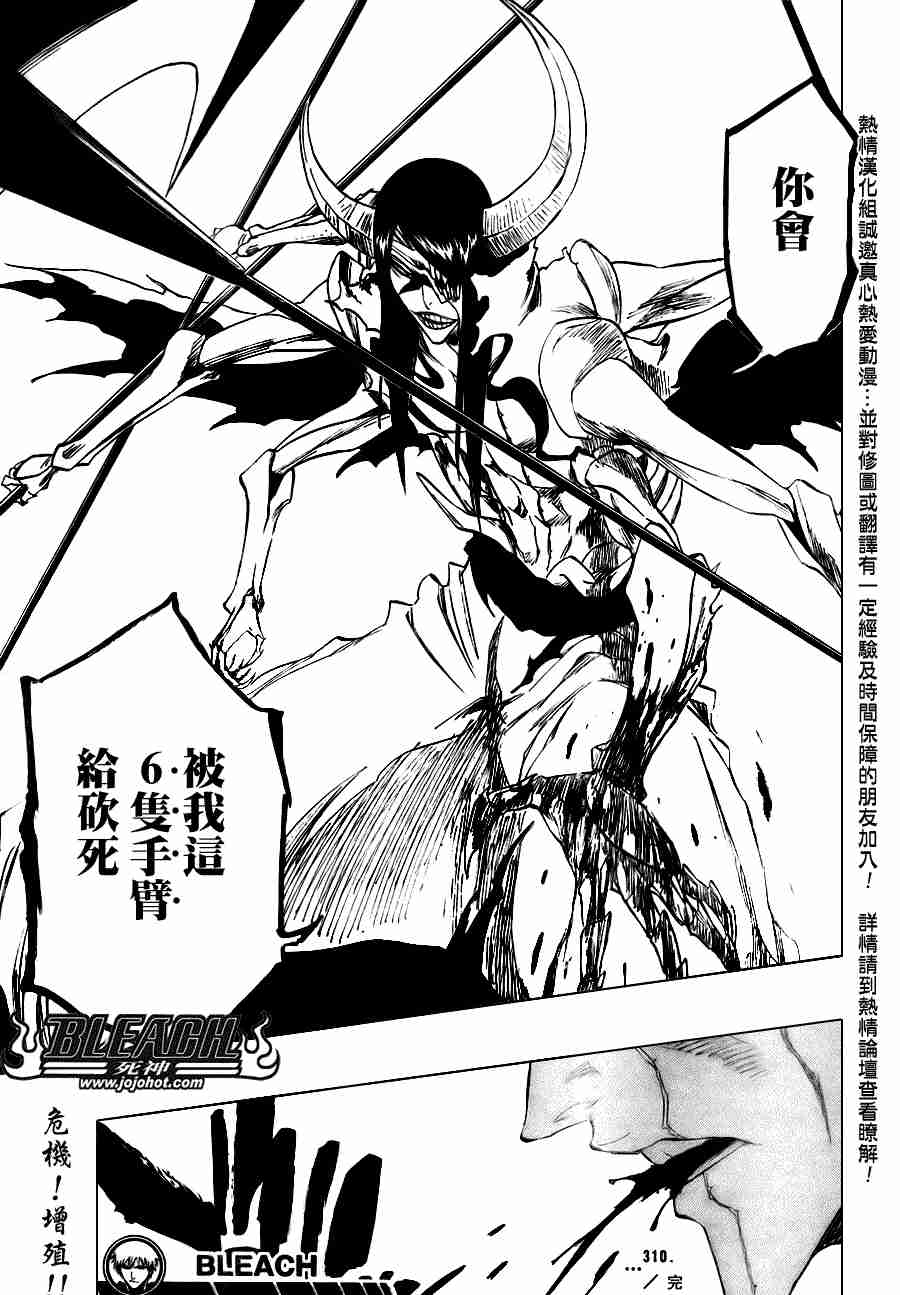 你會
被我這
6隻手臂
給砍死
熱情漢化組誠邀真心熱愛動漫…並對修圖或翻譯有一定經驗及時間保障的朋友加入！ 詳情請到熱情論壇查看瞭解！
BLEACH
死神
www.jojohot.com
危機！增殖!!
BLEACH
310.
…
/ 完